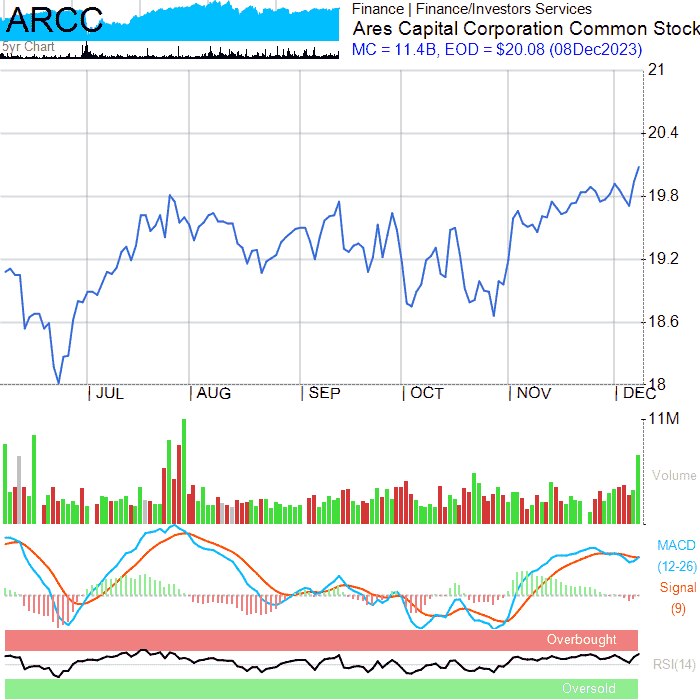 ARCC
5yr Chart
Finance | Finance/Investors Services
Ares Capital Corporation Common Stock
MC = 11.4B, EOD = $20.08 (08Dec2023)
21
20.4
19.8
19.2
18.6
18
JUL AUG SEP OCT NOV DEC
11M
Volume
MACD
(12-26)
Signal
(9)
Overbought
RSI(14)
Oversold